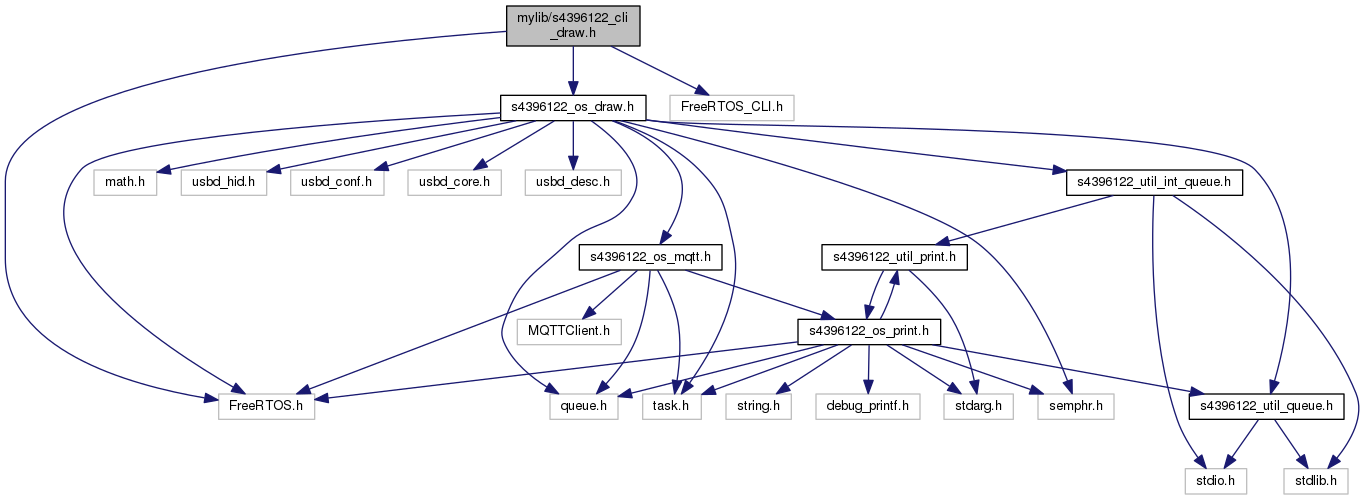 mylib/s4396122_cli
_draw.h
s4396122_os_draw.h
FreeRTOS_CLI.h
math.h
usbd_hid.h
usbd_conf.h
usbd_core.h
usbd_desc.h
s4396122_util_int_queue.h
s4396122_os_mqtt.h
s4396122_util_print.h
MQTTClient.h
s4396122_os_print.h
FreeRTOS.h
queue.h
task.h
string.h
debug_printf.h
stdarg.h
semphr.h
s4396122_util_queue.h
stdio.h
stdlib.h